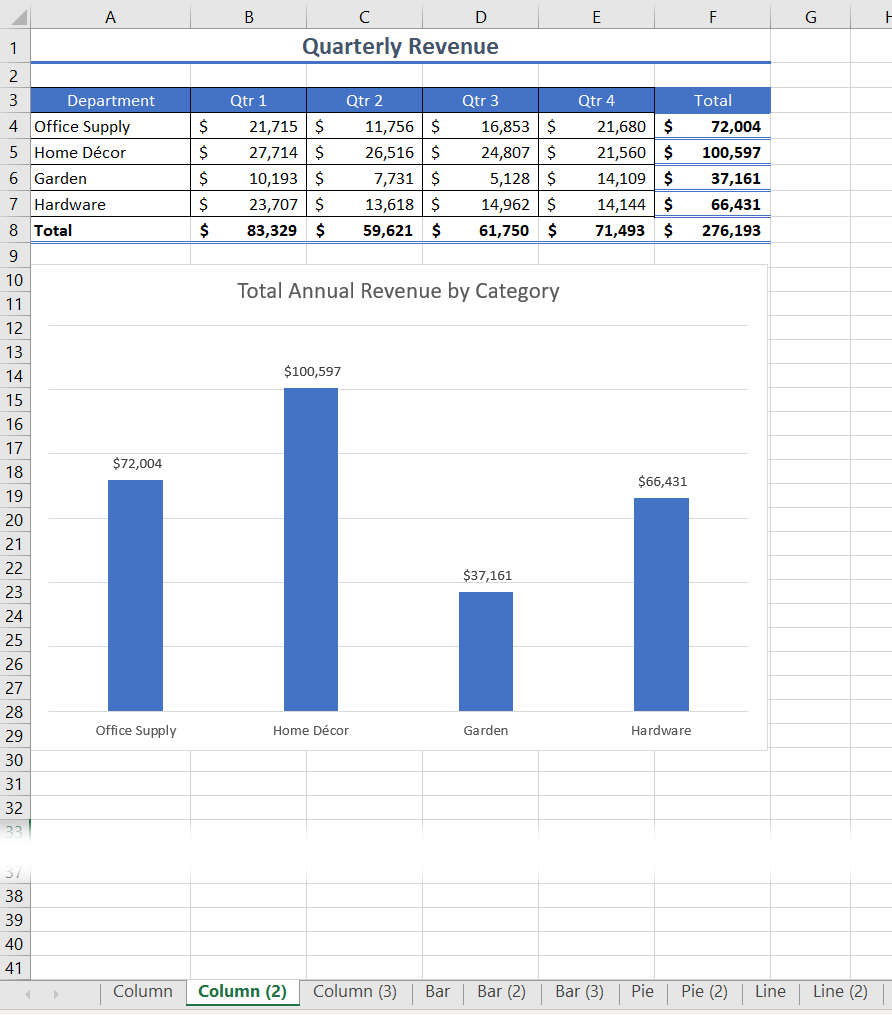 A B C D E F G H
1 Quarterly Revenue
2
3 Department Qtr 1 Qtr 2 Qtr 3 Qtr 4 Total
4 Office Supply $ 21,715 $ 11,756 $ 16,853 $ 21,680 $ 72,004
5 Home Décor $ 27,714 $ 26,516 $ 24,807 $ 21,560 $ 100,597
6 Garden $ 10,193 $ 7,731 $ 5,128 $ 14,109 $ 37,161
7 Hardware $ 23,707 $ 13,618 $ 14,962 $ 14,144 $ 66,431
8 Total $ 83,329 $ 59,621 $ 61,750 $ 71,493 $ 276,193
9
10 Total Annual Revenue by Category
11
12
13
14 $100,597
15
16
17
18 $72,004
19 $66,431
20
21
22 $37,161
23
24
25
26
27
28
29 Office Supply Home Décor Garden Hardware
30
31
32
33
37
38
39
40
41
Column Column (2) Column (3) Bar Bar (2) Bar (3) Pie Pie (2) Line Line (2)